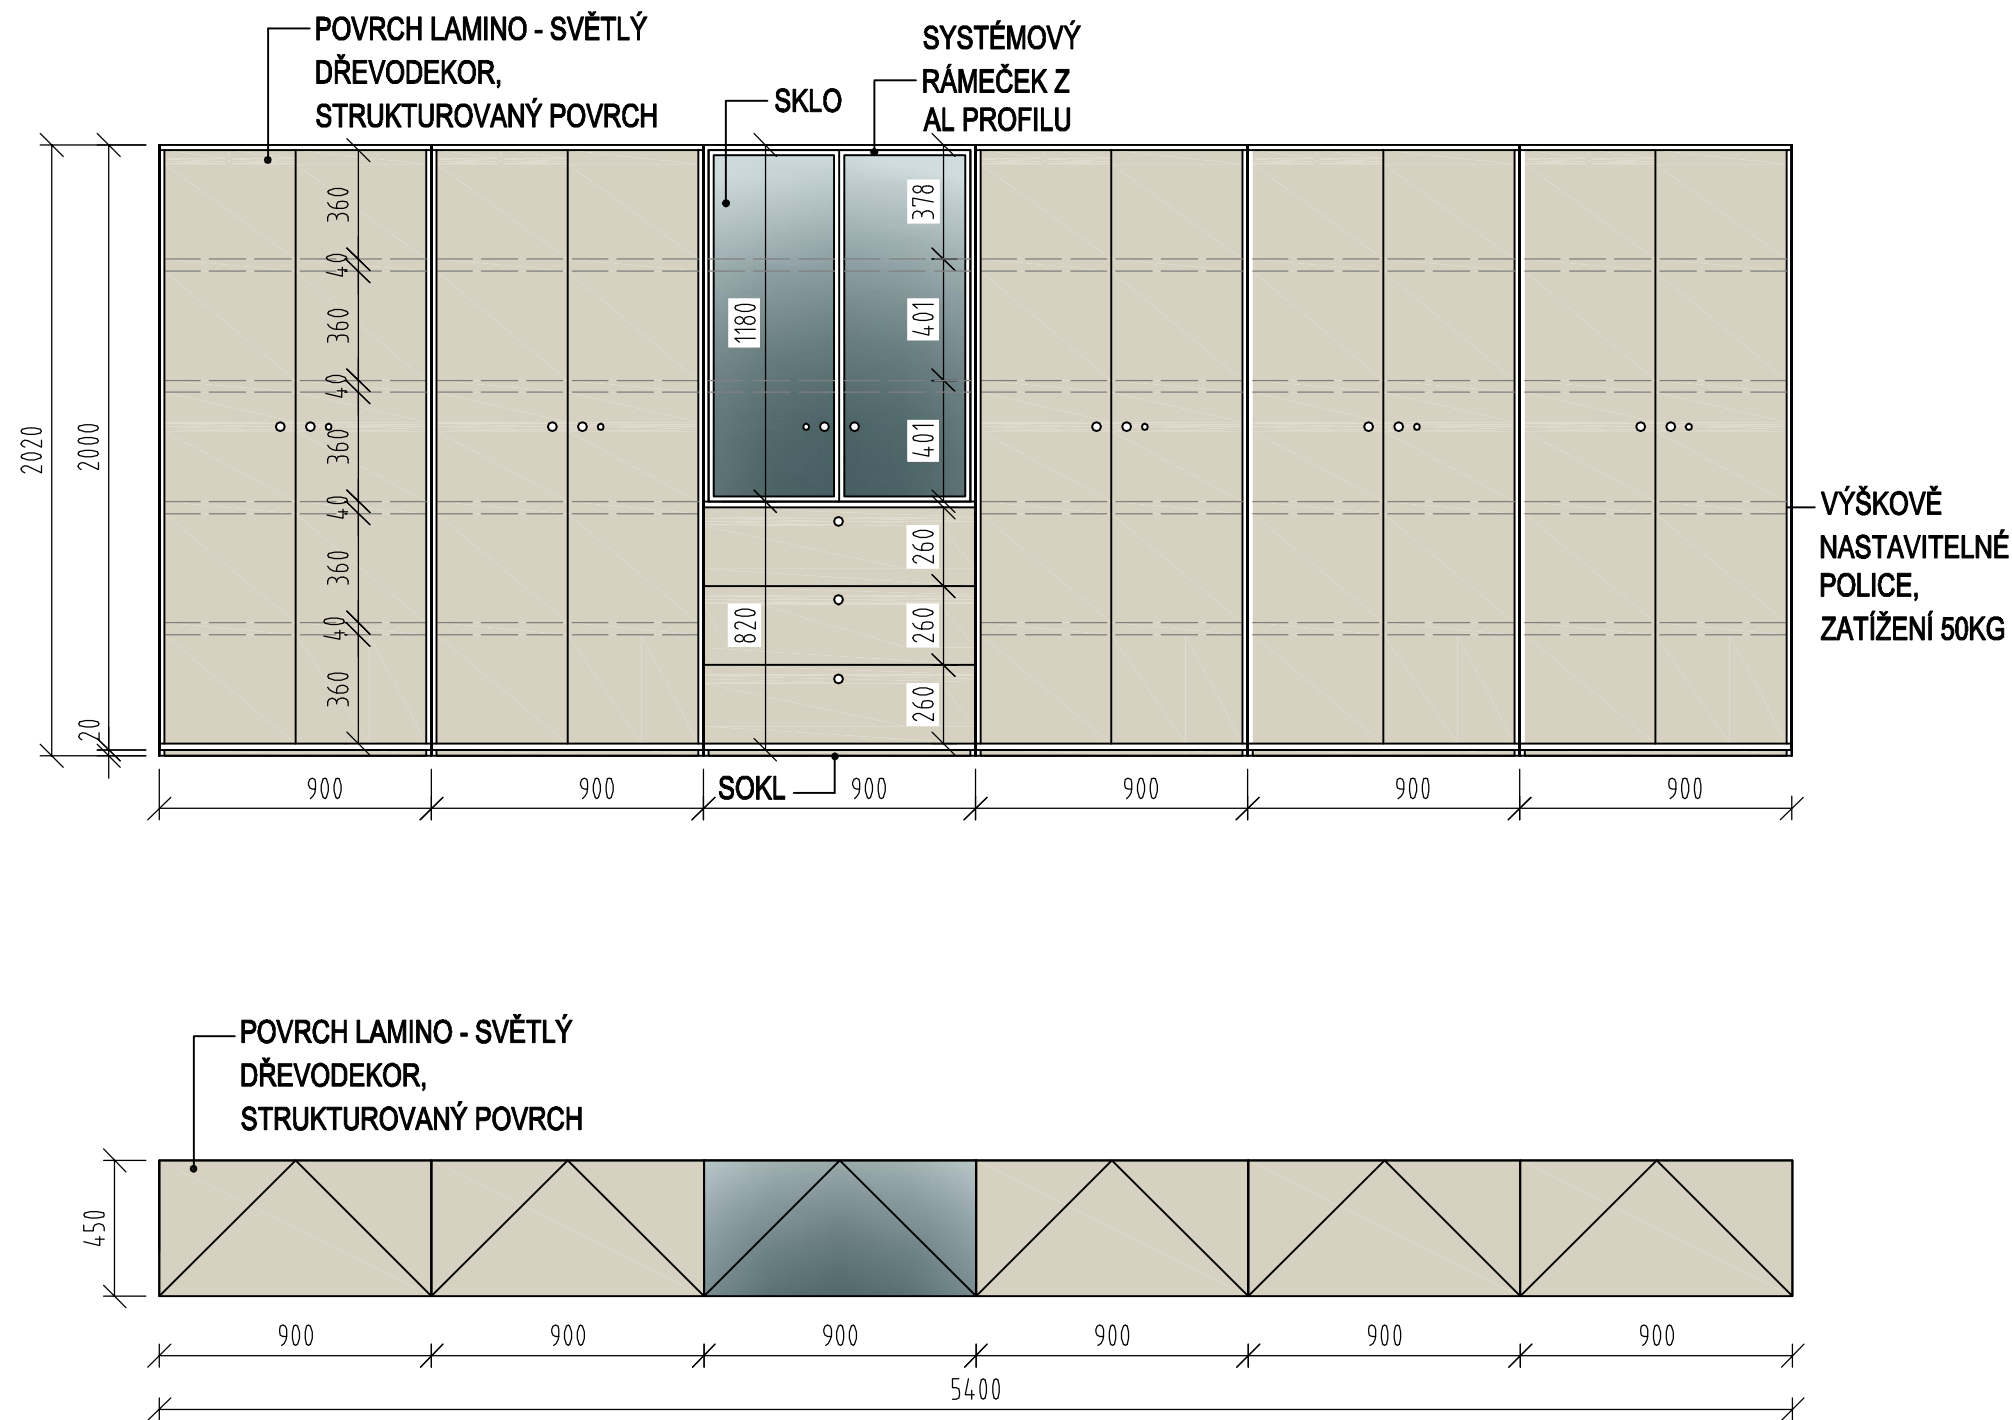 POVRCH LAMINO - SVĚTLÝ
DŘEVODEKOR,
STRUKTUROVANÝ POVRCH
SKLO
SYSTÉMOVÝ
RÁMEČEK Z
AL PROFILU
2020
2000
20
360
40
360
40
360
40
360
40
360
1180
820
378
401
401
260
260
260
VÝŠKOVĚ
NASTAVITELNÉ
POLICE,
ZATÍŽENÍ 50KG
SOKL
900
900
900
900
900
900
POVRCH LAMINO - SVĚTLÝ
DŘEVODEKOR,
STRUKTUROVANÝ POVRCH
450
900
900
900
900
900
900
5400